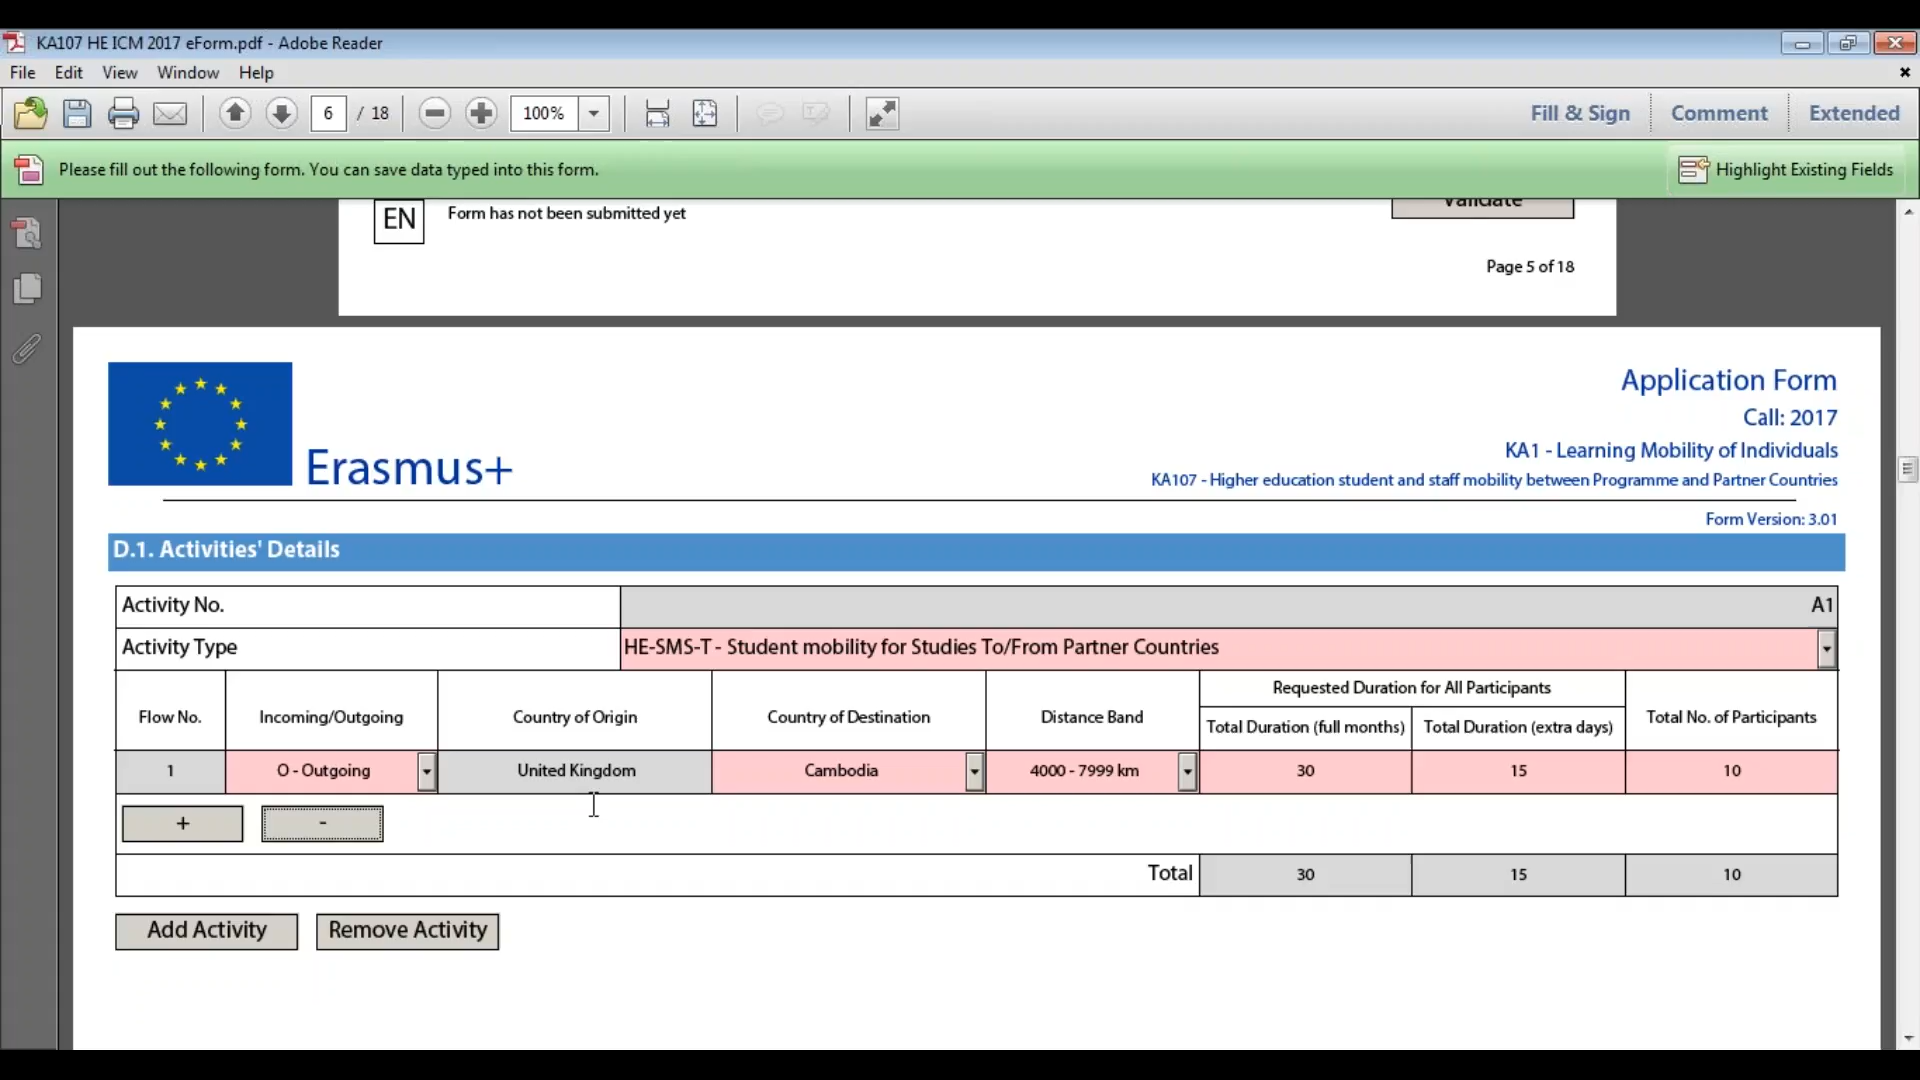 KA107 HE ICM 2017 eForm.pdf - Adobe Reader
File Edit View Window Help
6 / 18 100% Fill & Sign Comment Extended
Please fill out the following form. You can save data typed into this form. Highlight Existing Fields
EN Form has not been submitted yet Validate
Page 5 of 18
Erasmus+
Application Form
Call: 2017
KA1 - Learning Mobility of Individuals
KA107 - Higher education student and staff mobility between Programme and Partner Countries
Form Version: 3.01
D.1. Activities' Details
Activity No. A1
Activity Type HE-SMS-T - Student mobility for Studies To/From Partner Countries
Requested Duration for All Participants
Flow No. Incoming/Outgoing Country of Origin Country of Destination Distance Band Total Duration (full months) Total Duration (extra days) Total No. of Participants
1 O - Outgoing United Kingdom Cambodia 4000 - 7999 km 30 15 10
+ -
Total 30 15 10
Add Activity Remove Activity